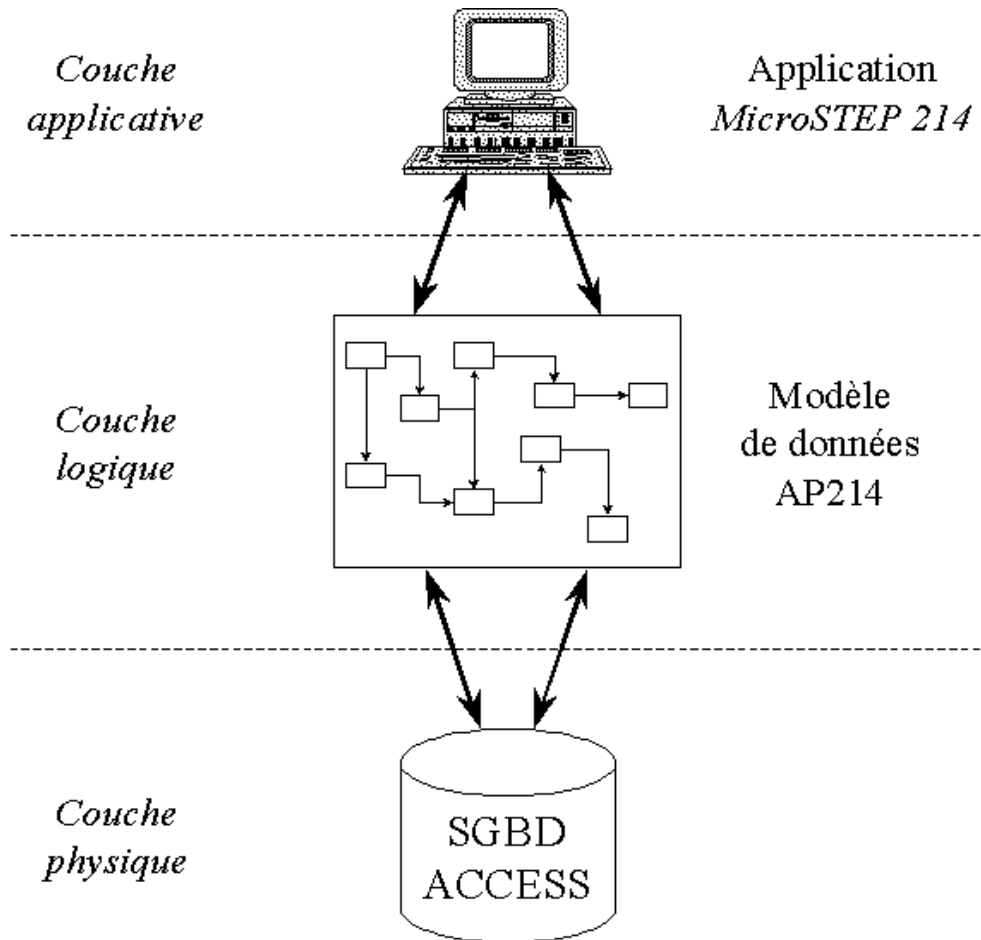 Couche
applicative
Application
MicroSTEP 214
Couche
logique
Modèle
de données
AP214
Couche
physique
SGBD
ACCESS